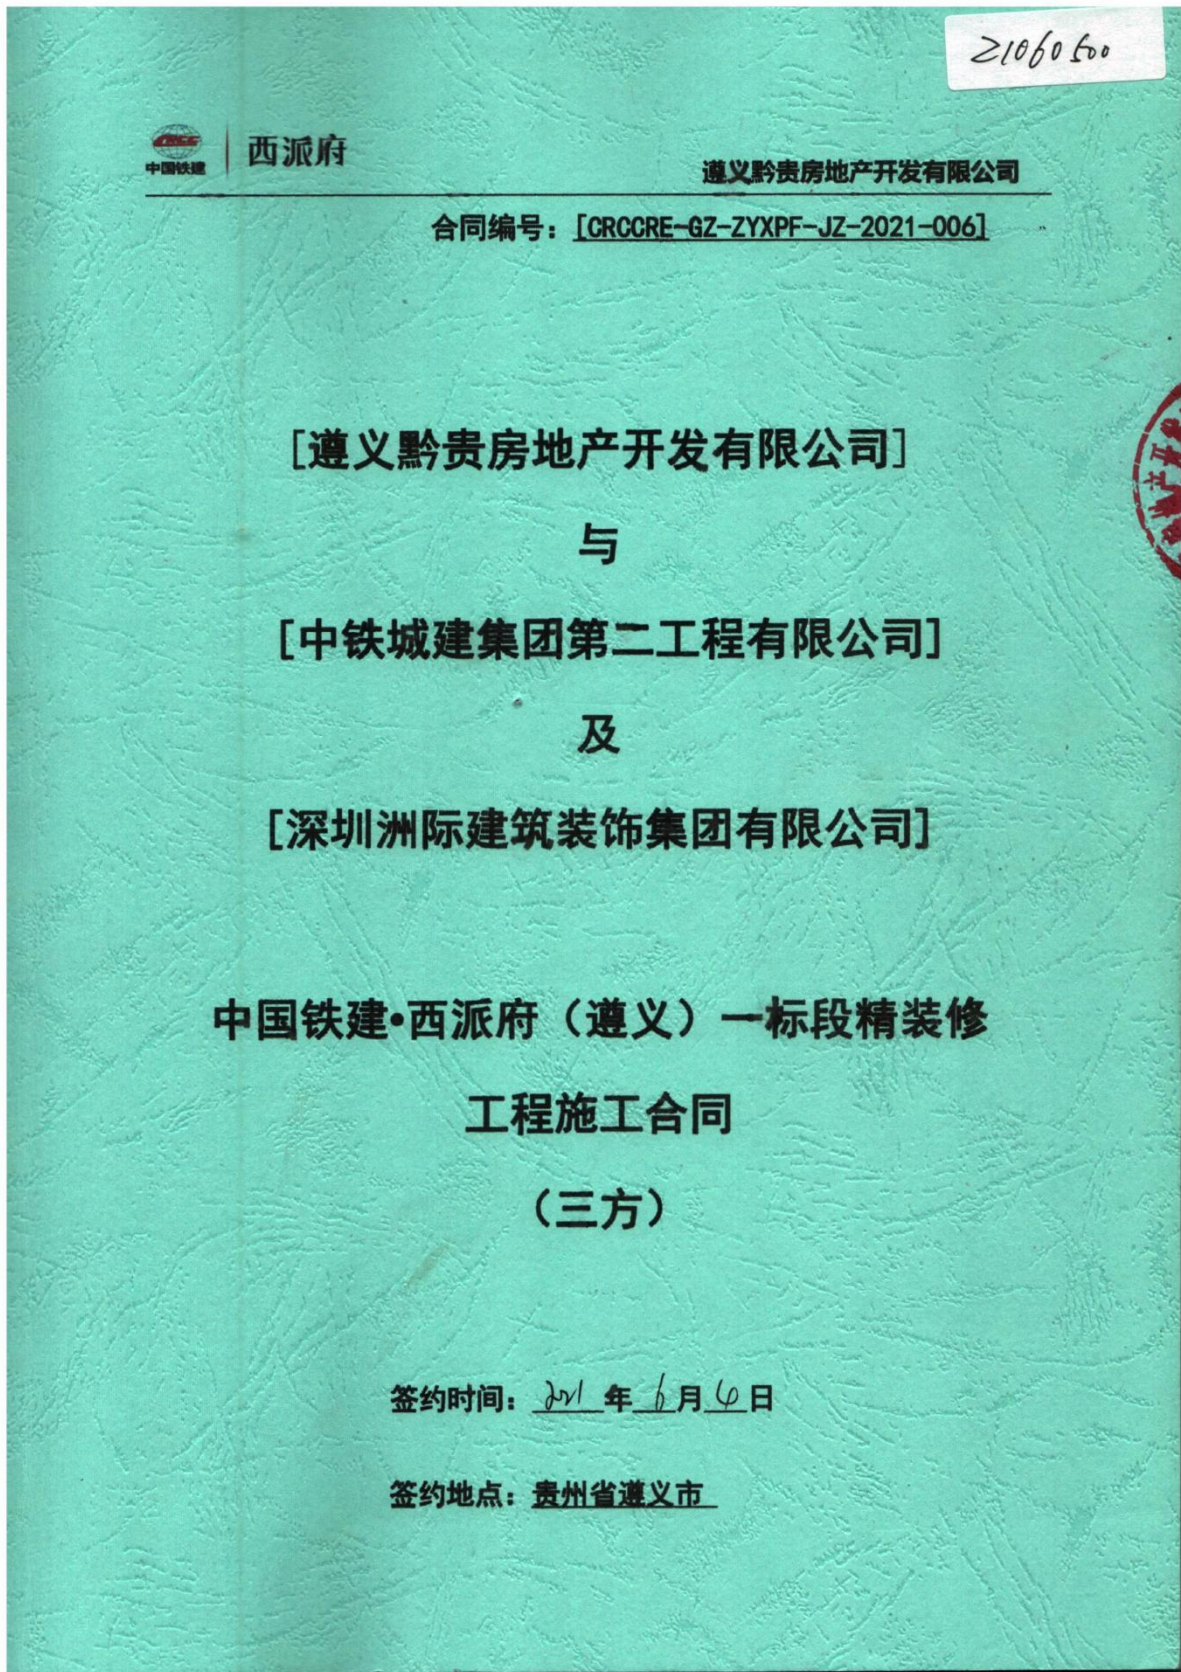 21060500
CRCC
中国铁建
西派府
遵义黔贵房地产开发有限公司
合同编号：[CRCCRE-GZ-ZYXPF-JZ-2021-006]
[遵义黔贵房地产开发有限公司]
与
[中铁城建集团第二工程有限公司]
及
[深圳洲际建筑装饰集团有限公司]
中国铁建•西派府（遵义）一标段精装修
工程施工合同
（三方）
签约时间：2021年6月4日
签约地点：贵州省遵义市